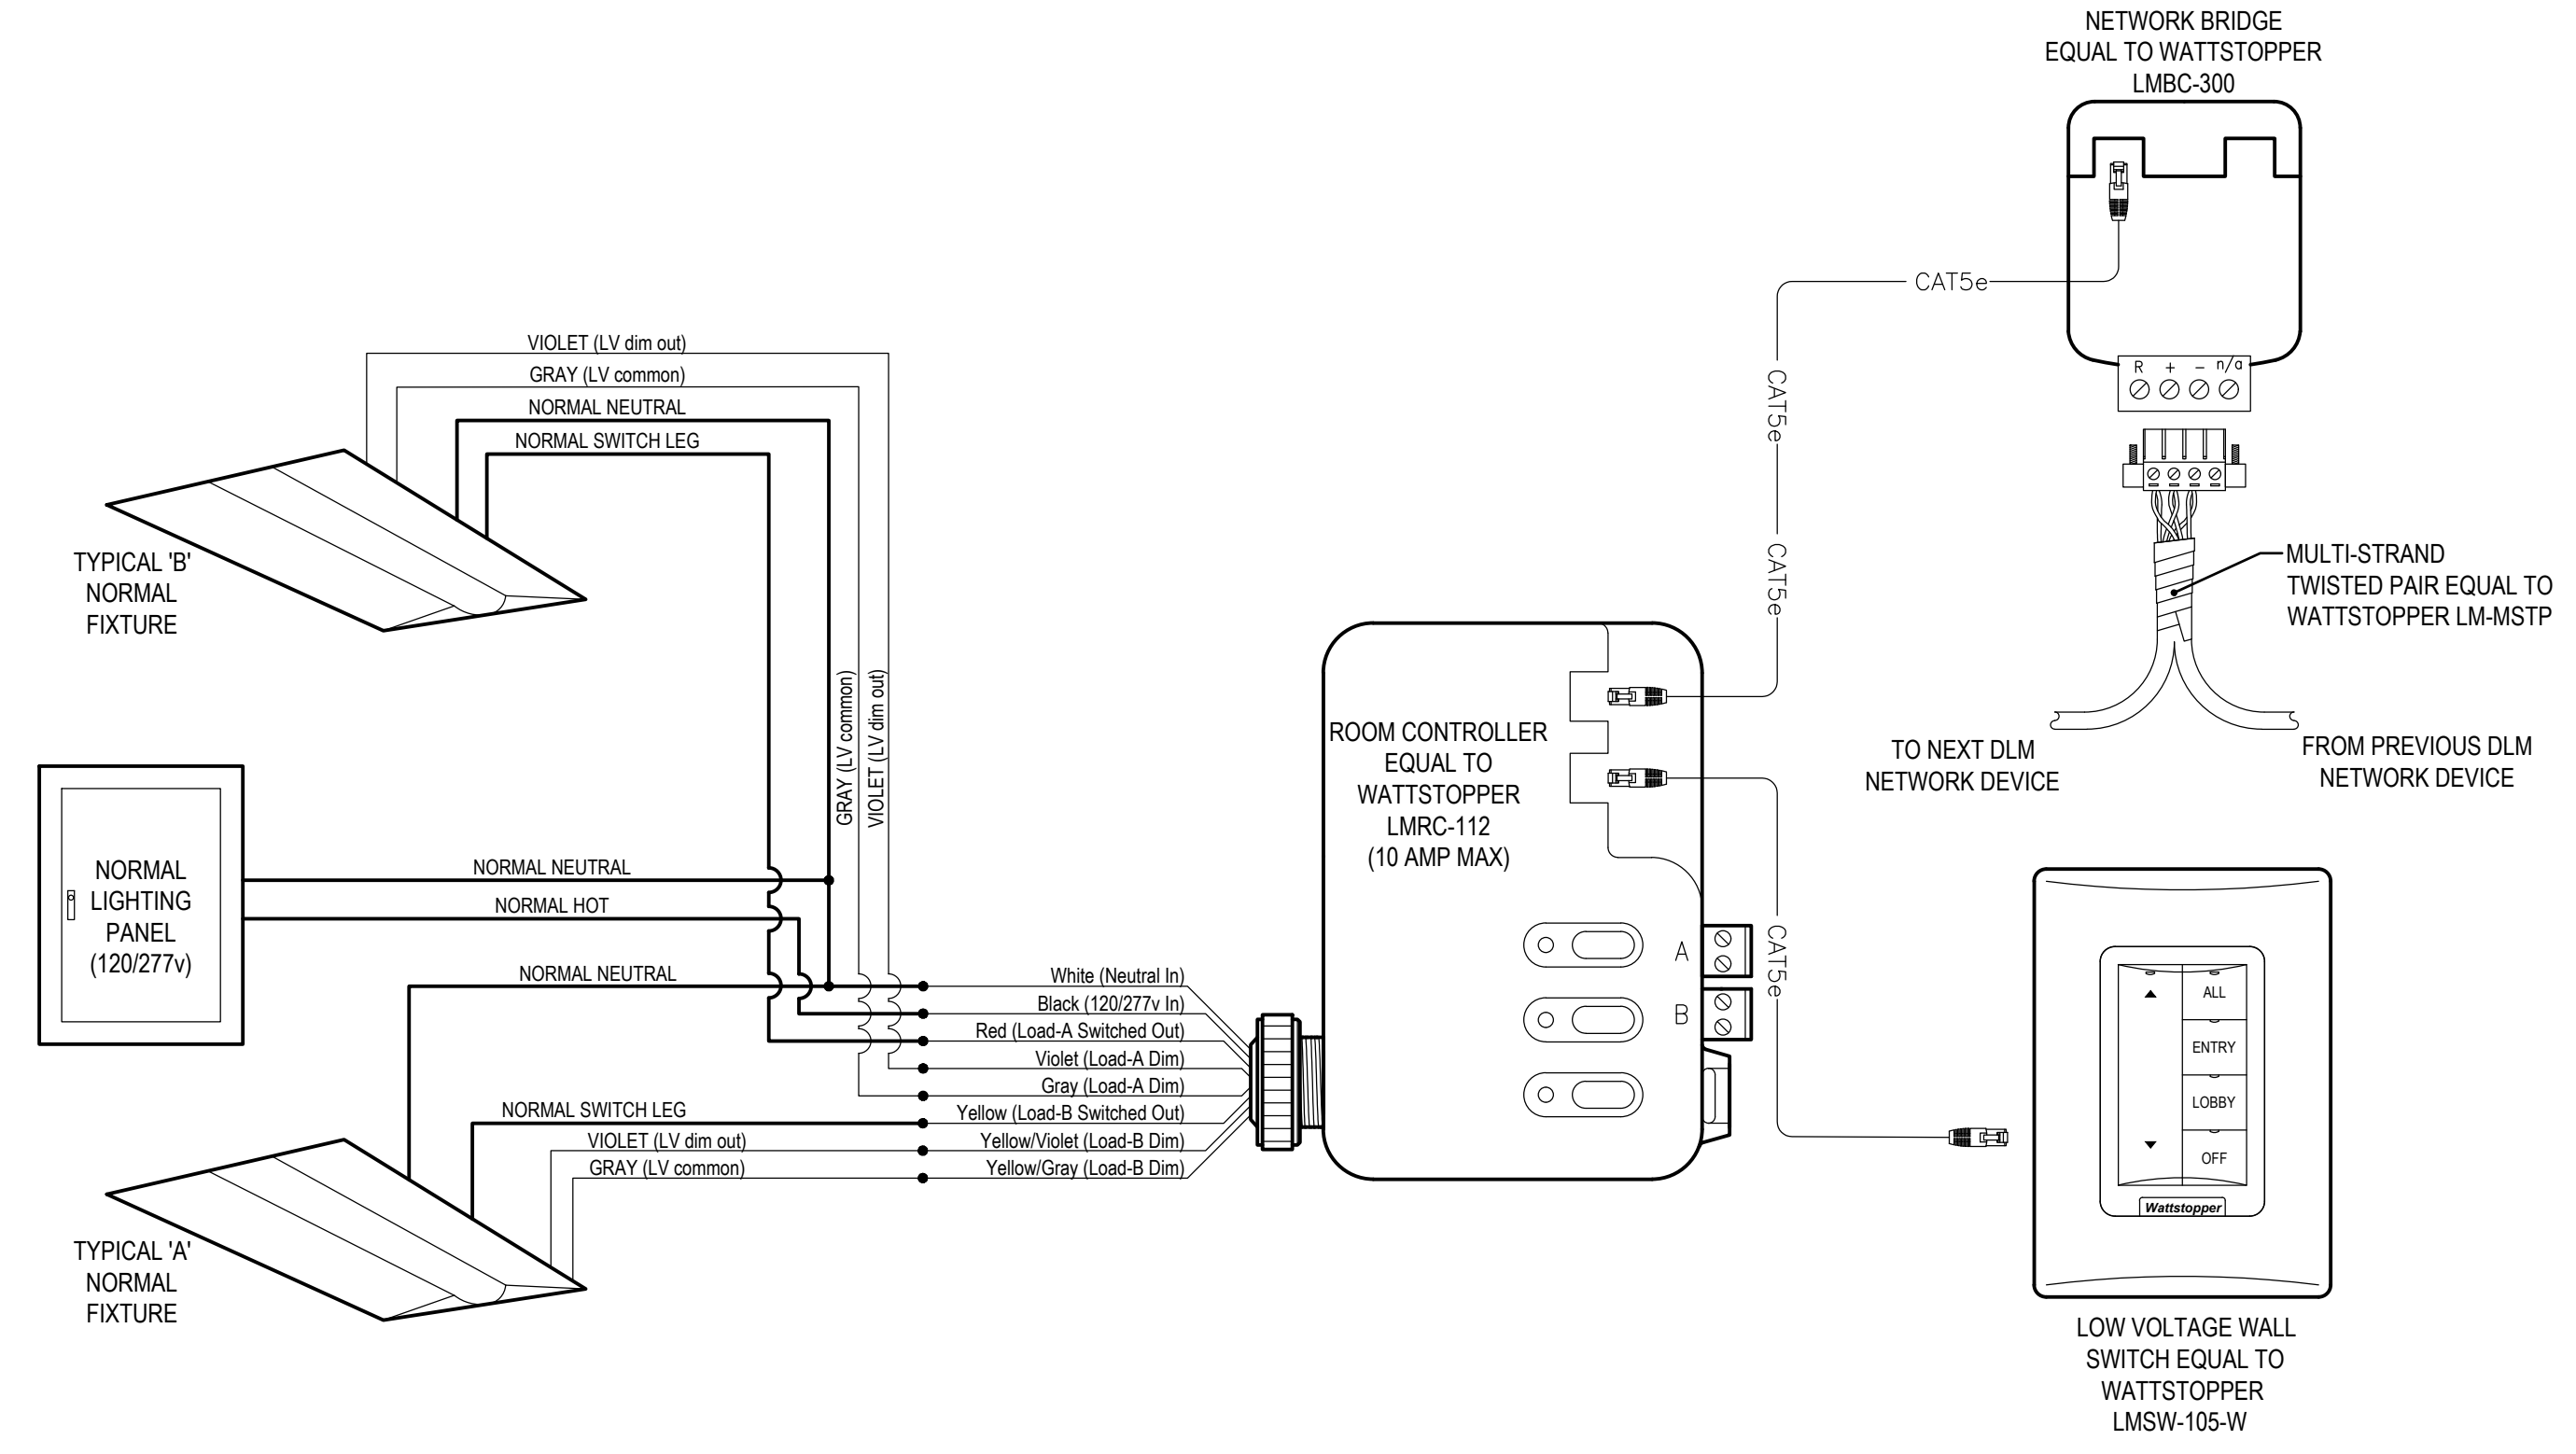 NETWORK BRIDGE
EQUAL TO WATTSTOPPER
LMBC-300
CAT5e
R + - n/a
CAT5e
CAT5e
MULTI-STRAND
TWISTED PAIR EQUAL TO
WATTSTOPPER LM-MSTP
TO NEXT DLM
NETWORK DEVICE
FROM PREVIOUS DLM
NETWORK DEVICE
VIOLET (LV dim out)
GRAY (LV common)
NORMAL NEUTRAL
NORMAL SWITCH LEG
TYPICAL 'B'
NORMAL
FIXTURE
GRAY (LV common)
VIOLET (LV dim out)
NORMAL
LIGHTING
PANEL
(120/277v)
NORMAL NEUTRAL
NORMAL HOT
NORMAL NEUTRAL
NORMAL SWITCH LEG
VIOLET (LV dim out)
GRAY (LV common)
TYPICAL 'A'
NORMAL
FIXTURE
White (Neutral In)
Black (120/277v In)
Red (Load-A Switched Out)
Violet (Load-A Dim)
Gray (Load-A Dim)
Yellow (Load-B Switched Out)
Yellow/Violet (Load-B Dim)
Yellow/Gray (Load-B Dim)
ROOM CONTROLLER
EQUAL TO
WATTSTOPPER
LMRC-112
(10 AMP MAX)
A
B
CAT5e
ALL
ENTRY
LOBBY
OFF
Wattstopper
LOW VOLTAGE WALL
SWITCH EQUAL TO
WATTSTOPPER
LMSW-105-W